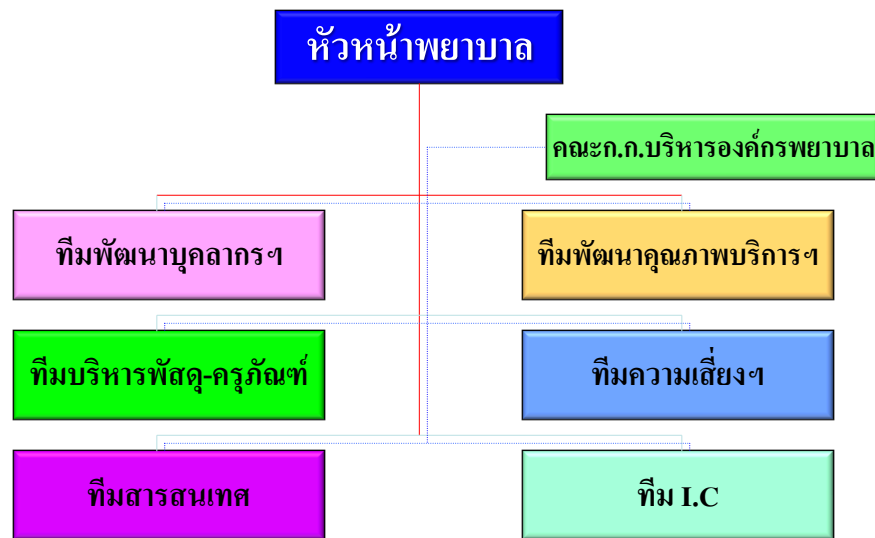 หัวหน้าพยาบาล
คณะก.ก.บริหารองค์กรพยาบาล
ทีมพัฒนาบุคลากรฯ
ทีมพัฒนาคุณภาพบริการฯ
ทีมบริหารพัสดุ-ครุภัณฑ์
ทีมความเสี่ยงฯ
ทีมสารสนเทศ
ทีม I.C